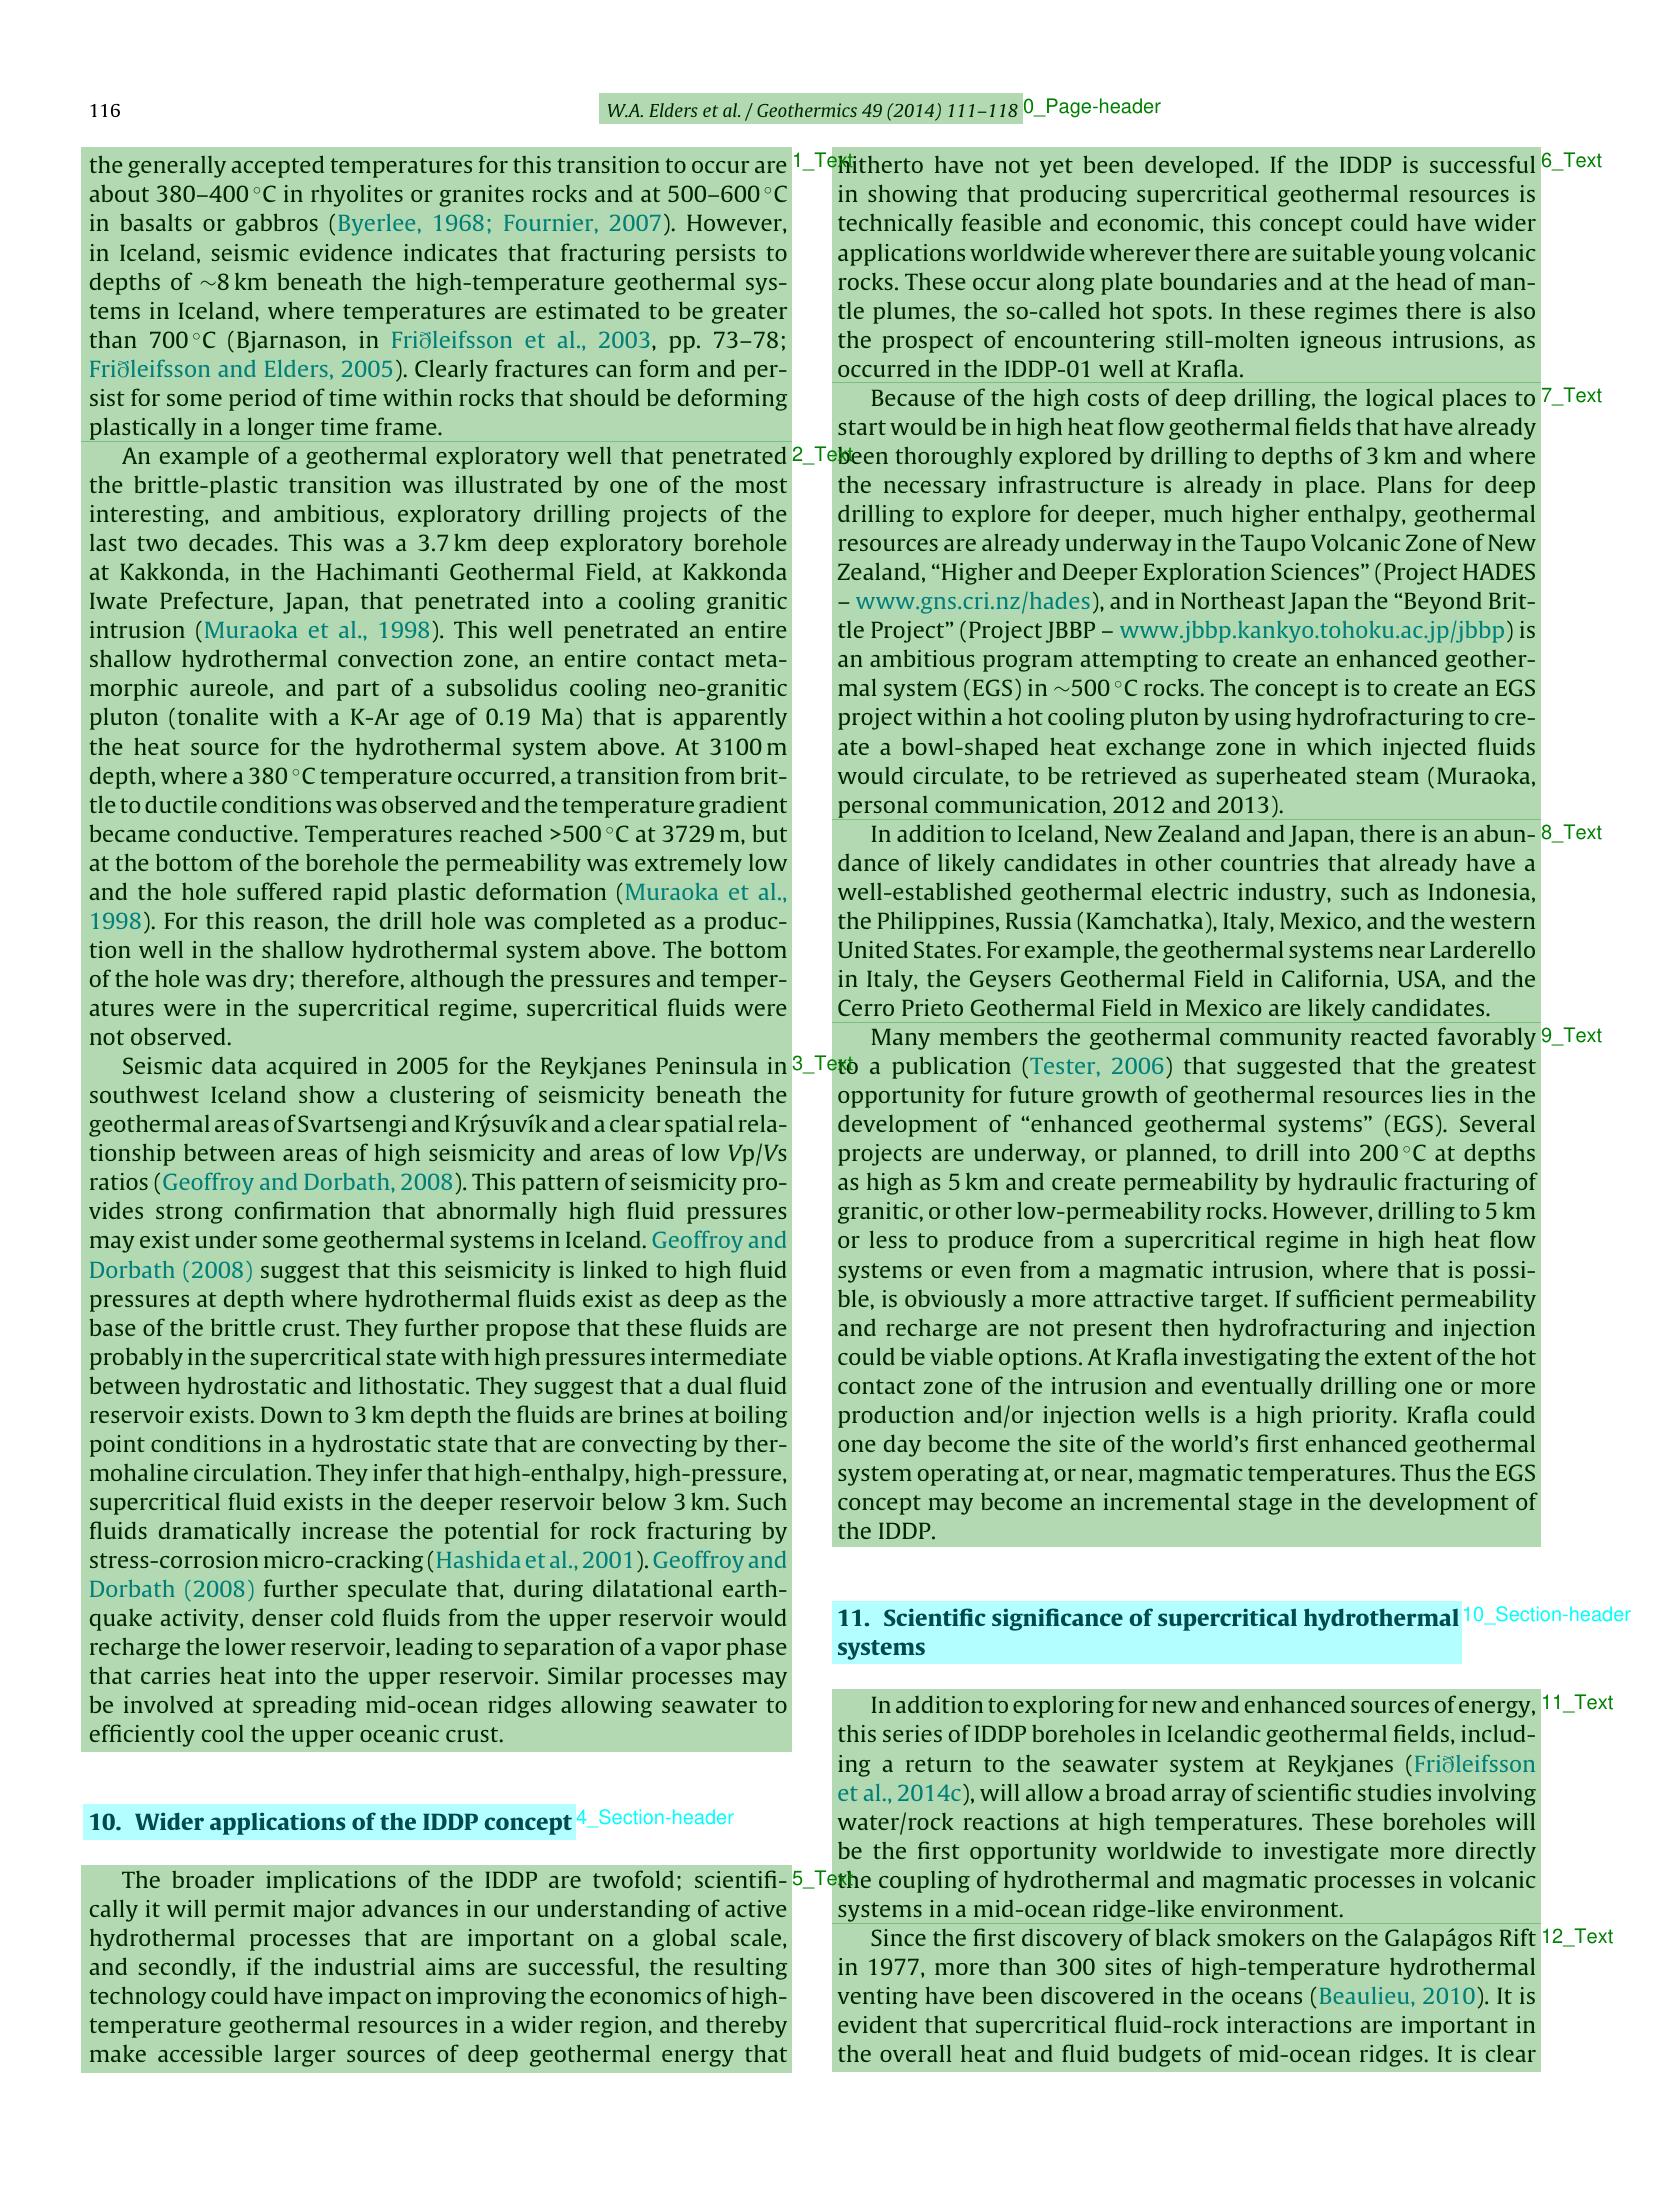 116
W.A. Elders et al. / Geothermics 49 (2014) 111–118
0_Page-header
the generally accepted temperatures for this transition to occur are
about 380–400 °C in rhyolites or granites rocks and at 500–600 °C
in basalts or gabbros (Byerlee, 1968; Fournier, 2007). However,
in Iceland, seismic evidence indicates that fracturing persists to
depths of ∼8 km beneath the high-temperature geothermal sys-
tems in Iceland, where temperatures are estimated to be greater
than 700 °C (Bjarnason, in Friðleifsson et al., 2003, pp. 73–78;
Friðleifsson and Elders, 2005). Clearly fractures can form and per-
sist for some period of time within rocks that should be deforming
plastically in a longer time frame.
1_Text
An example of a geothermal exploratory well that penetrated
the brittle-plastic transition was illustrated by one of the most
interesting, and ambitious, exploratory drilling projects of the
last two decades. This was a 3.7 km deep exploratory borehole
at Kakkonda, in the Hachimanti Geothermal Field, at Kakkonda
Iwate Prefecture, Japan, that penetrated into a cooling granitic
intrusion (Muraoka et al., 1998). This well penetrated an entire
shallow hydrothermal convection zone, an entire contact meta-
morphic aureole, and part of a subsolidus cooling neo-granitic
pluton (tonalite with a K-Ar age of 0.19 Ma) that is apparently
the heat source for the hydrothermal system above. At 3100 m
depth, where a 380 °C temperature occurred, a transition from brit-
tle to ductile conditions was observed and the temperature gradient
became conductive. Temperatures reached >500 °C at 3729 m, but
at the bottom of the borehole the permeability was extremely low
and the hole suffered rapid plastic deformation (Muraoka et al.,
1998). For this reason, the drill hole was completed as a produc-
tion well in the shallow hydrothermal system above. The bottom
of the hole was dry; therefore, although the pressures and temper-
atures were in the supercritical regime, supercritical fluids were
not observed.
2_Text
Seismic data acquired in 2005 for the Reykjanes Peninsula in
southwest Iceland show a clustering of seismicity beneath the
geothermal areas of Svartsengi and Krýsuvík and a clear spatial rela-
tionship between areas of high seismicity and areas of low Vp/Vs
ratios (Geoffroy and Dorbath, 2008). This pattern of seismicity pro-
vides strong confirmation that abnormally high fluid pressures
may exist under some geothermal systems in Iceland. Geoffroy and
Dorbath (2008) suggest that this seismicity is linked to high fluid
pressures at depth where hydrothermal fluids exist as deep as the
base of the brittle crust. They further propose that these fluids are
probably in the supercritical state with high pressures intermediate
between hydrostatic and lithostatic. They suggest that a dual fluid
reservoir exists. Down to 3 km depth the fluids are brines at boiling
point conditions in a hydrostatic state that are convecting by ther-
mohaline circulation. They infer that high-enthalpy, high-pressure,
supercritical fluid exists in the deeper reservoir below 3 km. Such
fluids dramatically increase the potential for rock fracturing by
stress-corrosion micro-cracking (Hashida et al., 2001). Geoffroy and
Dorbath (2008) further speculate that, during dilatational earth-
quake activity, denser cold fluids from the upper reservoir would
recharge the lower reservoir, leading to separation of a vapor phase
that carries heat into the upper reservoir. Similar processes may
be involved at spreading mid-ocean ridges allowing seawater to
efficiently cool the upper oceanic crust.
3_Text
10. Wider applications of the IDDP concept
4_Section-header
The broader implications of the IDDP are twofold; scientifi-
cally it will permit major advances in our understanding of active
hydrothermal processes that are important on a global scale,
and secondly, if the industrial aims are successful, the resulting
technology could have impact on improving the economics of high-
temperature geothermal resources in a wider region, and thereby
make accessible larger sources of deep geothermal energy that
5_Text
hitherto have not yet been developed. If the IDDP is successful
in showing that producing supercritical geothermal resources is
technically feasible and economic, this concept could have wider
applications worldwide wherever there are suitable young volcanic
rocks. These occur along plate boundaries and at the head of man-
tle plumes, the so-called hot spots. In these regimes there is also
the prospect of encountering still-molten igneous intrusions, as
occurred in the IDDP-01 well at Krafla.
6_Text
Because of the high costs of deep drilling, the logical places to
start would be in high heat flow geothermal fields that have already
been thoroughly explored by drilling to depths of 3 km and where
the necessary infrastructure is already in place. Plans for deep
drilling to explore for deeper, much higher enthalpy, geothermal
resources are already underway in the Taupo Volcanic Zone of New
Zealand, “Higher and Deeper Exploration Sciences” (Project HADES
– www.gns.cri.nz/hades), and in Northeast Japan the “Beyond Brit-
tle Project” (Project JBBP – www.jbbp.kankyo.tohoku.ac.jp/jbbp) is
an ambitious program attempting to create an enhanced geother-
mal system (EGS) in ∼500 °C rocks. The concept is to create an EGS
project within a hot cooling pluton by using hydrofracturing to cre-
ate a bowl-shaped heat exchange zone in which injected fluids
would circulate, to be retrieved as superheated steam (Muraoka,
personal communication, 2012 and 2013).
7_Text
In addition to Iceland, New Zealand and Japan, there is an abun-
dance of likely candidates in other countries that already have a
well-established geothermal electric industry, such as Indonesia,
the Philippines, Russia (Kamchatka), Italy, Mexico, and the western
United States. For example, the geothermal systems near Larderello
in Italy, the Geysers Geothermal Field in California, USA, and the
Cerro Prieto Geothermal Field in Mexico are likely candidates.
8_Text
Many members the geothermal community reacted favorably
to a publication (Tester, 2006) that suggested that the greatest
opportunity for future growth of geothermal resources lies in the
development of “enhanced geothermal systems” (EGS). Several
projects are underway, or planned, to drill into 200 °C at depths
as high as 5 km and create permeability by hydraulic fracturing of
granitic, or other low-permeability rocks. However, drilling to 5 km
or less to produce from a supercritical regime in high heat flow
systems or even from a magmatic intrusion, where that is possi-
ble, is obviously a more attractive target. If sufficient permeability
and recharge are not present then hydrofracturing and injection
could be viable options. At Krafla investigating the extent of the hot
contact zone of the intrusion and eventually drilling one or more
production and/or injection wells is a high priority. Krafla could
one day become the site of the world’s first enhanced geothermal
system operating at, or near, magmatic temperatures. Thus the EGS
concept may become an incremental stage in the development of
the IDDP.
9_Text
11. Scientific significance of supercritical hydrothermal
systems
10_Section-header
In addition to exploring for new and enhanced sources of energy,
this series of IDDP boreholes in Icelandic geothermal fields, includ-
ing a return to the seawater system at Reykjanes (Friðleifsson
et al., 2014c), will allow a broad array of scientific studies involving
water/rock reactions at high temperatures. These boreholes will
be the first opportunity worldwide to investigate more directly
the coupling of hydrothermal and magmatic processes in volcanic
systems in a mid-ocean ridge-like environment.
11_Text
Since the first discovery of black smokers on the Galapágos Rift
in 1977, more than 300 sites of high-temperature hydrothermal
venting have been discovered in the oceans (Beaulieu, 2010). It is
evident that supercritical fluid-rock interactions are important in
the overall heat and fluid budgets of mid-ocean ridges. It is clear
12_Text